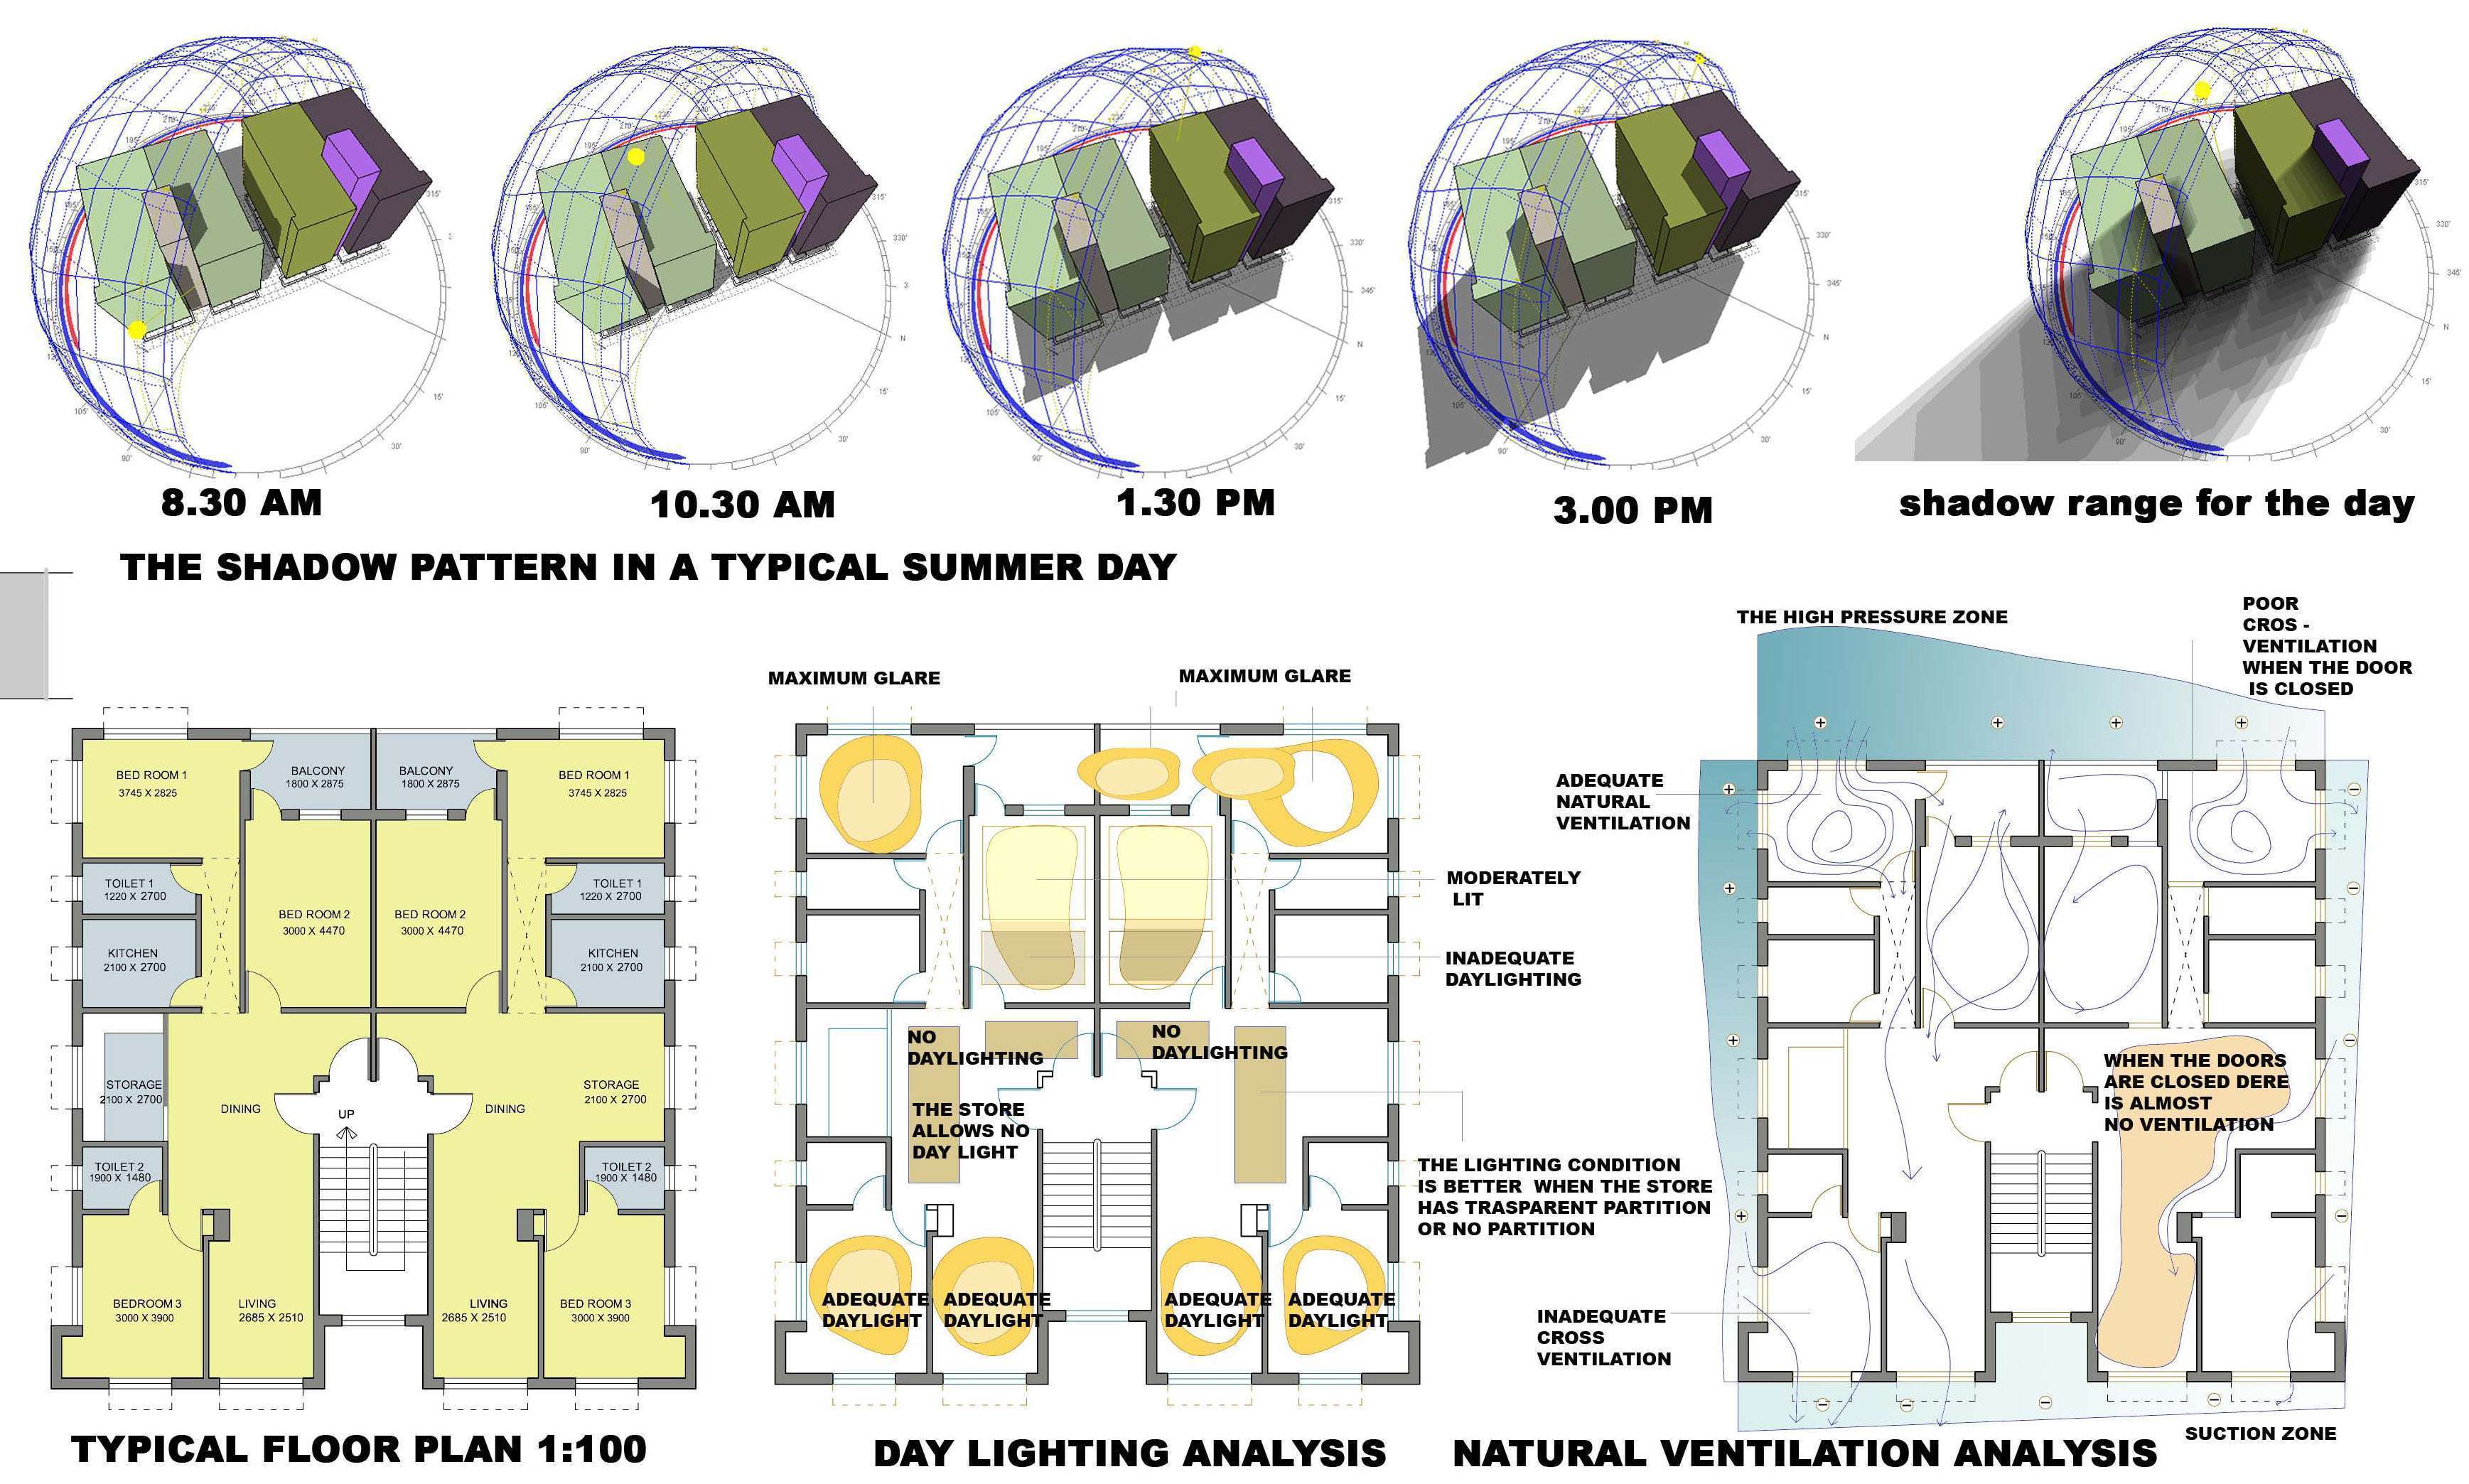 8.30 AM
10.30 AM
1.30 PM
3.00 PM
shadow range for the day
THE SHADOW PATTERN IN A TYPICAL SUMMER DAY
BED ROOM 1
3745 X 2825
BALCONY
1800 X 2875
BALCONY
1800 X 2875
BED ROOM 1
3745 X 2825
TOILET 1
1220 X 2700
TOILET 1
1220 X 2700
BED ROOM 2
3000 X 4470
BED ROOM 2
3000 X 4470
KITCHEN
2100 X 2700
KITCHEN
2100 X 2700
STORAGE
2100 X 2700
DINING
UP
DINING
STORAGE
2100 X 2700
TOILET 2
1900 X 1480
TOILET 2
1900 X 1480
BEDROOM 3
3000 X 3900
LIVING
2685 X 2510
LIVING
2685 X 2510
BED ROOM 3
3000 X 3900
TYPICAL FLOOR PLAN 1:100
MAXIMUM GLARE
MAXIMUM GLARE
MODERATELY
LIT
INADEQUATE
DAYLIGHTING
NO
DAYLIGHTING
NO
DAYLIGHTING
THE STORE
ALLOWS NO
DAY LIGHT
THE LIGHTING CONDITION
IS BETTER WHEN THE STORE
HAS TRASPARENT PARTITION
OR NO PARTITION
ADEQUATE
DAYLIGHT
ADEQUATE
DAYLIGHT
ADEQUATE
DAYLIGHT
ADEQUATE
DAYLIGHT
DAY LIGHTING ANALYSIS
THE HIGH PRESSURE ZONE
POOR
CROS -
VENTILATION
WHEN THE DOOR
IS CLOSED
ADEQUATE
NATURAL
VENTILATION
WHEN THE DOORS
ARE CLOSED DERE
IS ALMOST
NO VENTILATION
INADEQUATE
CROSS
VENTILATION
SUCTION ZONE
NATURAL VENTILATION ANALYSIS